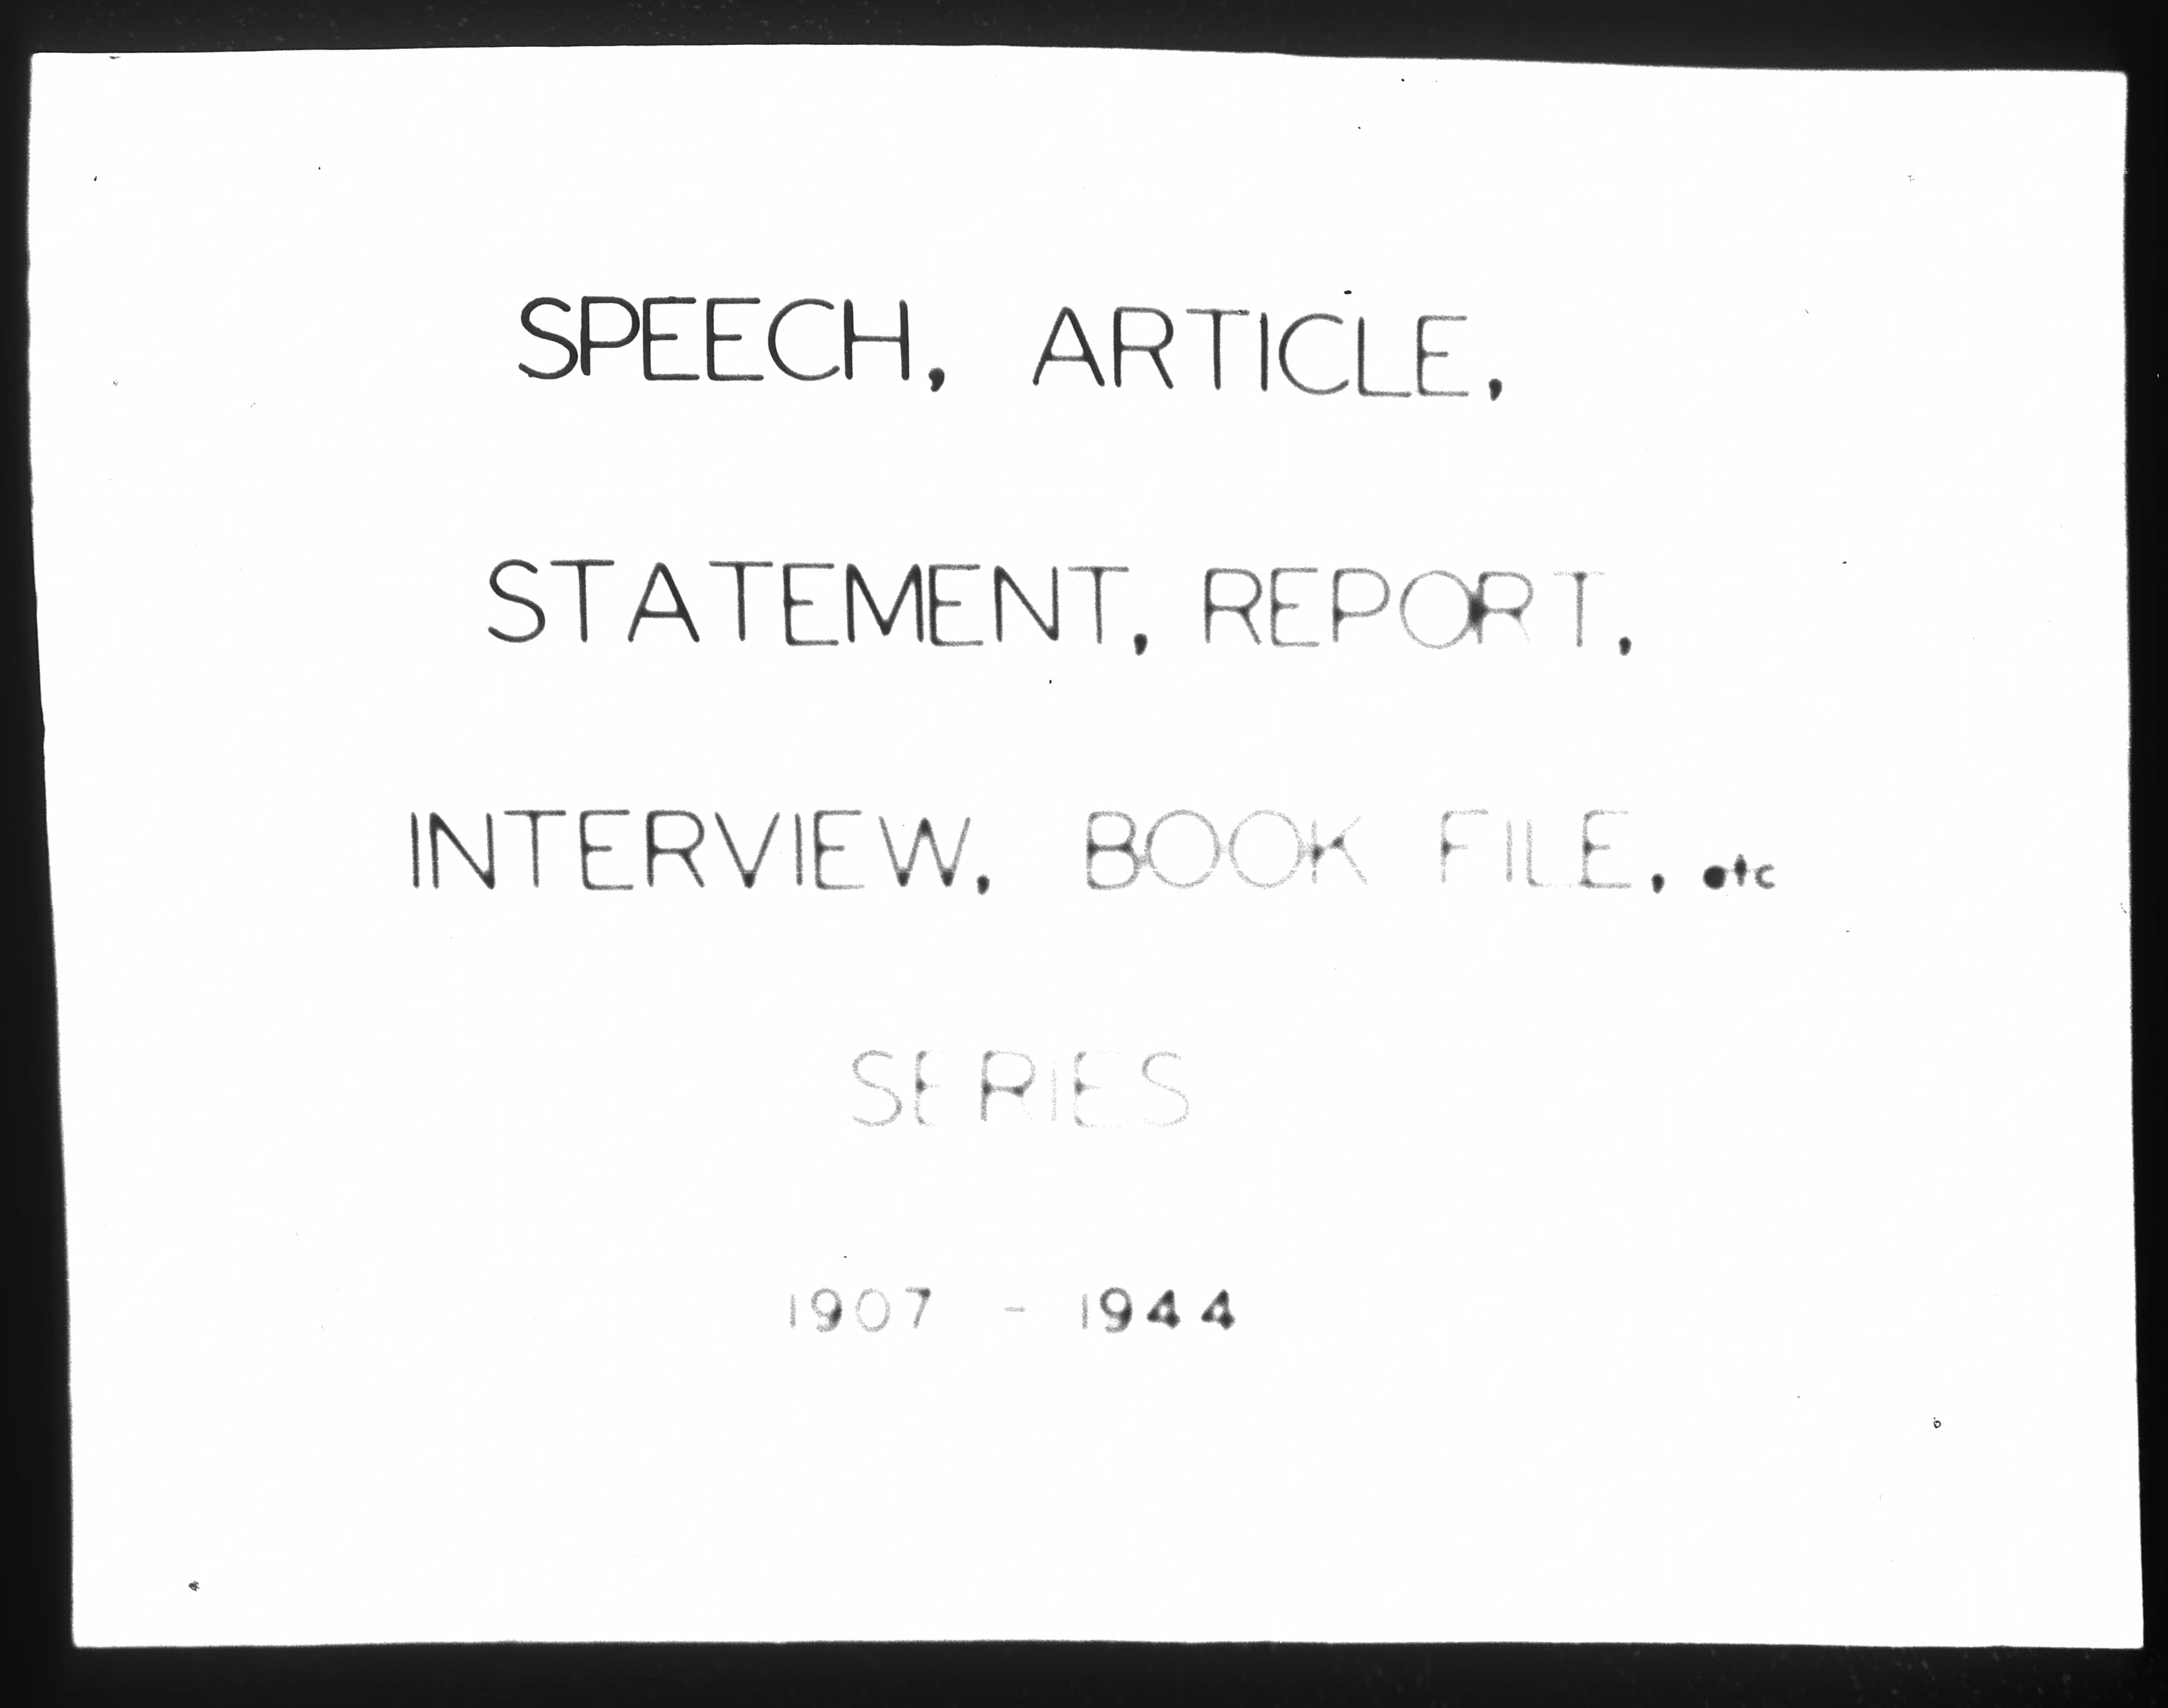 SPEECH, ARTICLE,
STATEMENT, REPORT,
INTERVIEW, BOOK FILE, etc
SERIES
1907 - 1944